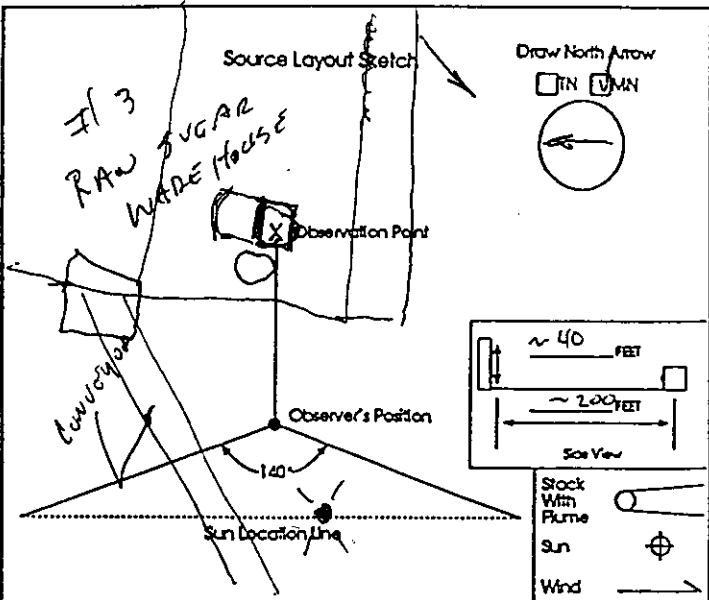 Source Layout Sketch
Draw North Arrow
TN MN
RAW SUGAR
WAREHOUSE
X Observation Point
~ 40 FEET
~ 200 FEET
Side View
Conveyor
Observer's Position
140
Sun Location Line
Stack
With
Plume
Sun
Wind